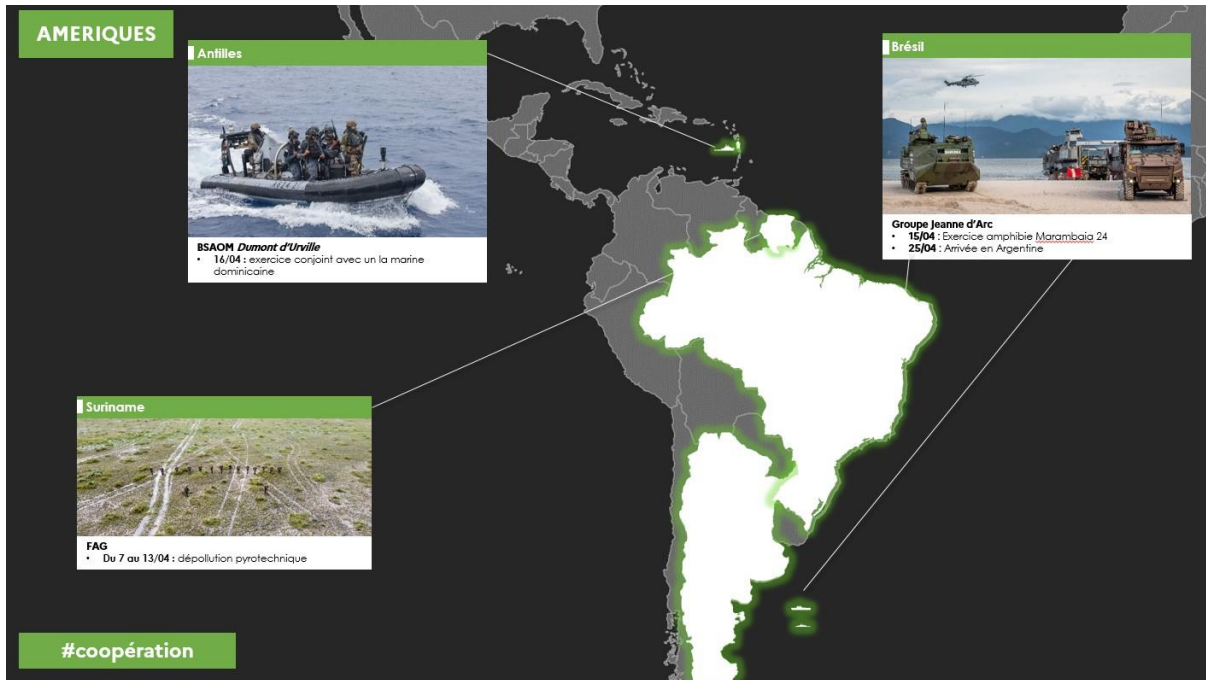 AMERIQUES
Antilles
BSAOM Dumont d'Urville
• 16/04 : exercice conjoint avec un la marine
dominicaine
Brésil
Groupe Jeanne d'Arc
• 15/04 : Exercice amphibie Marambaia 24
• 25/04 : Arrivée en Argentine
Suriname
FAG
• Du 7 au 13/04 : dépollution pyrotechnique
#coopération